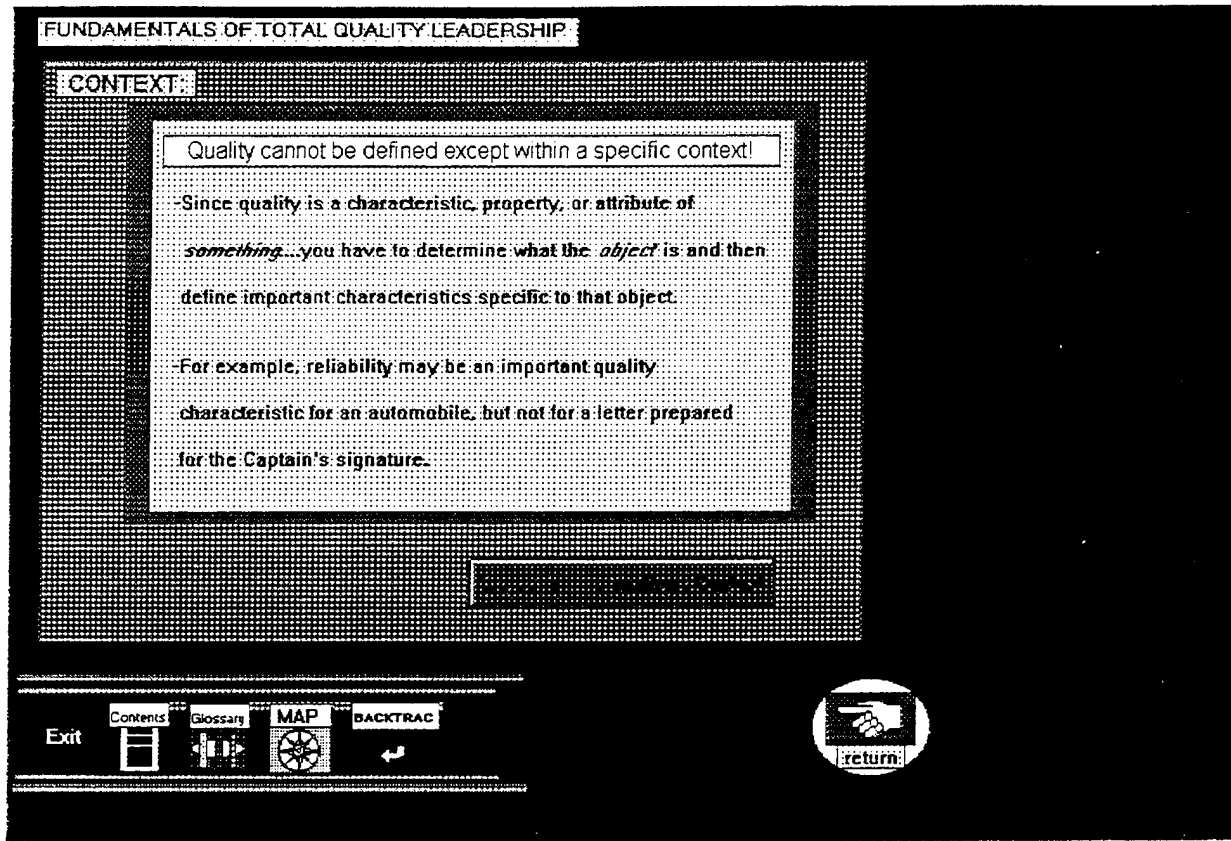 FUNDAMENTALS OF TOTAL QUALITY LEADERSHIP
CONTEXT:
Quality cannot be defined except within a specific context!
-Since quality is a characteristic, property, or attribute of
something....you have to determine what the object is and then
define important characteristics specific to that object.
-For example, reliability may be an important quality
characteristic for an automobile, but not for a letter prepared
for the Captain's signature.
Exit
Contents
Glossary
MAP
BACKTRAC
return